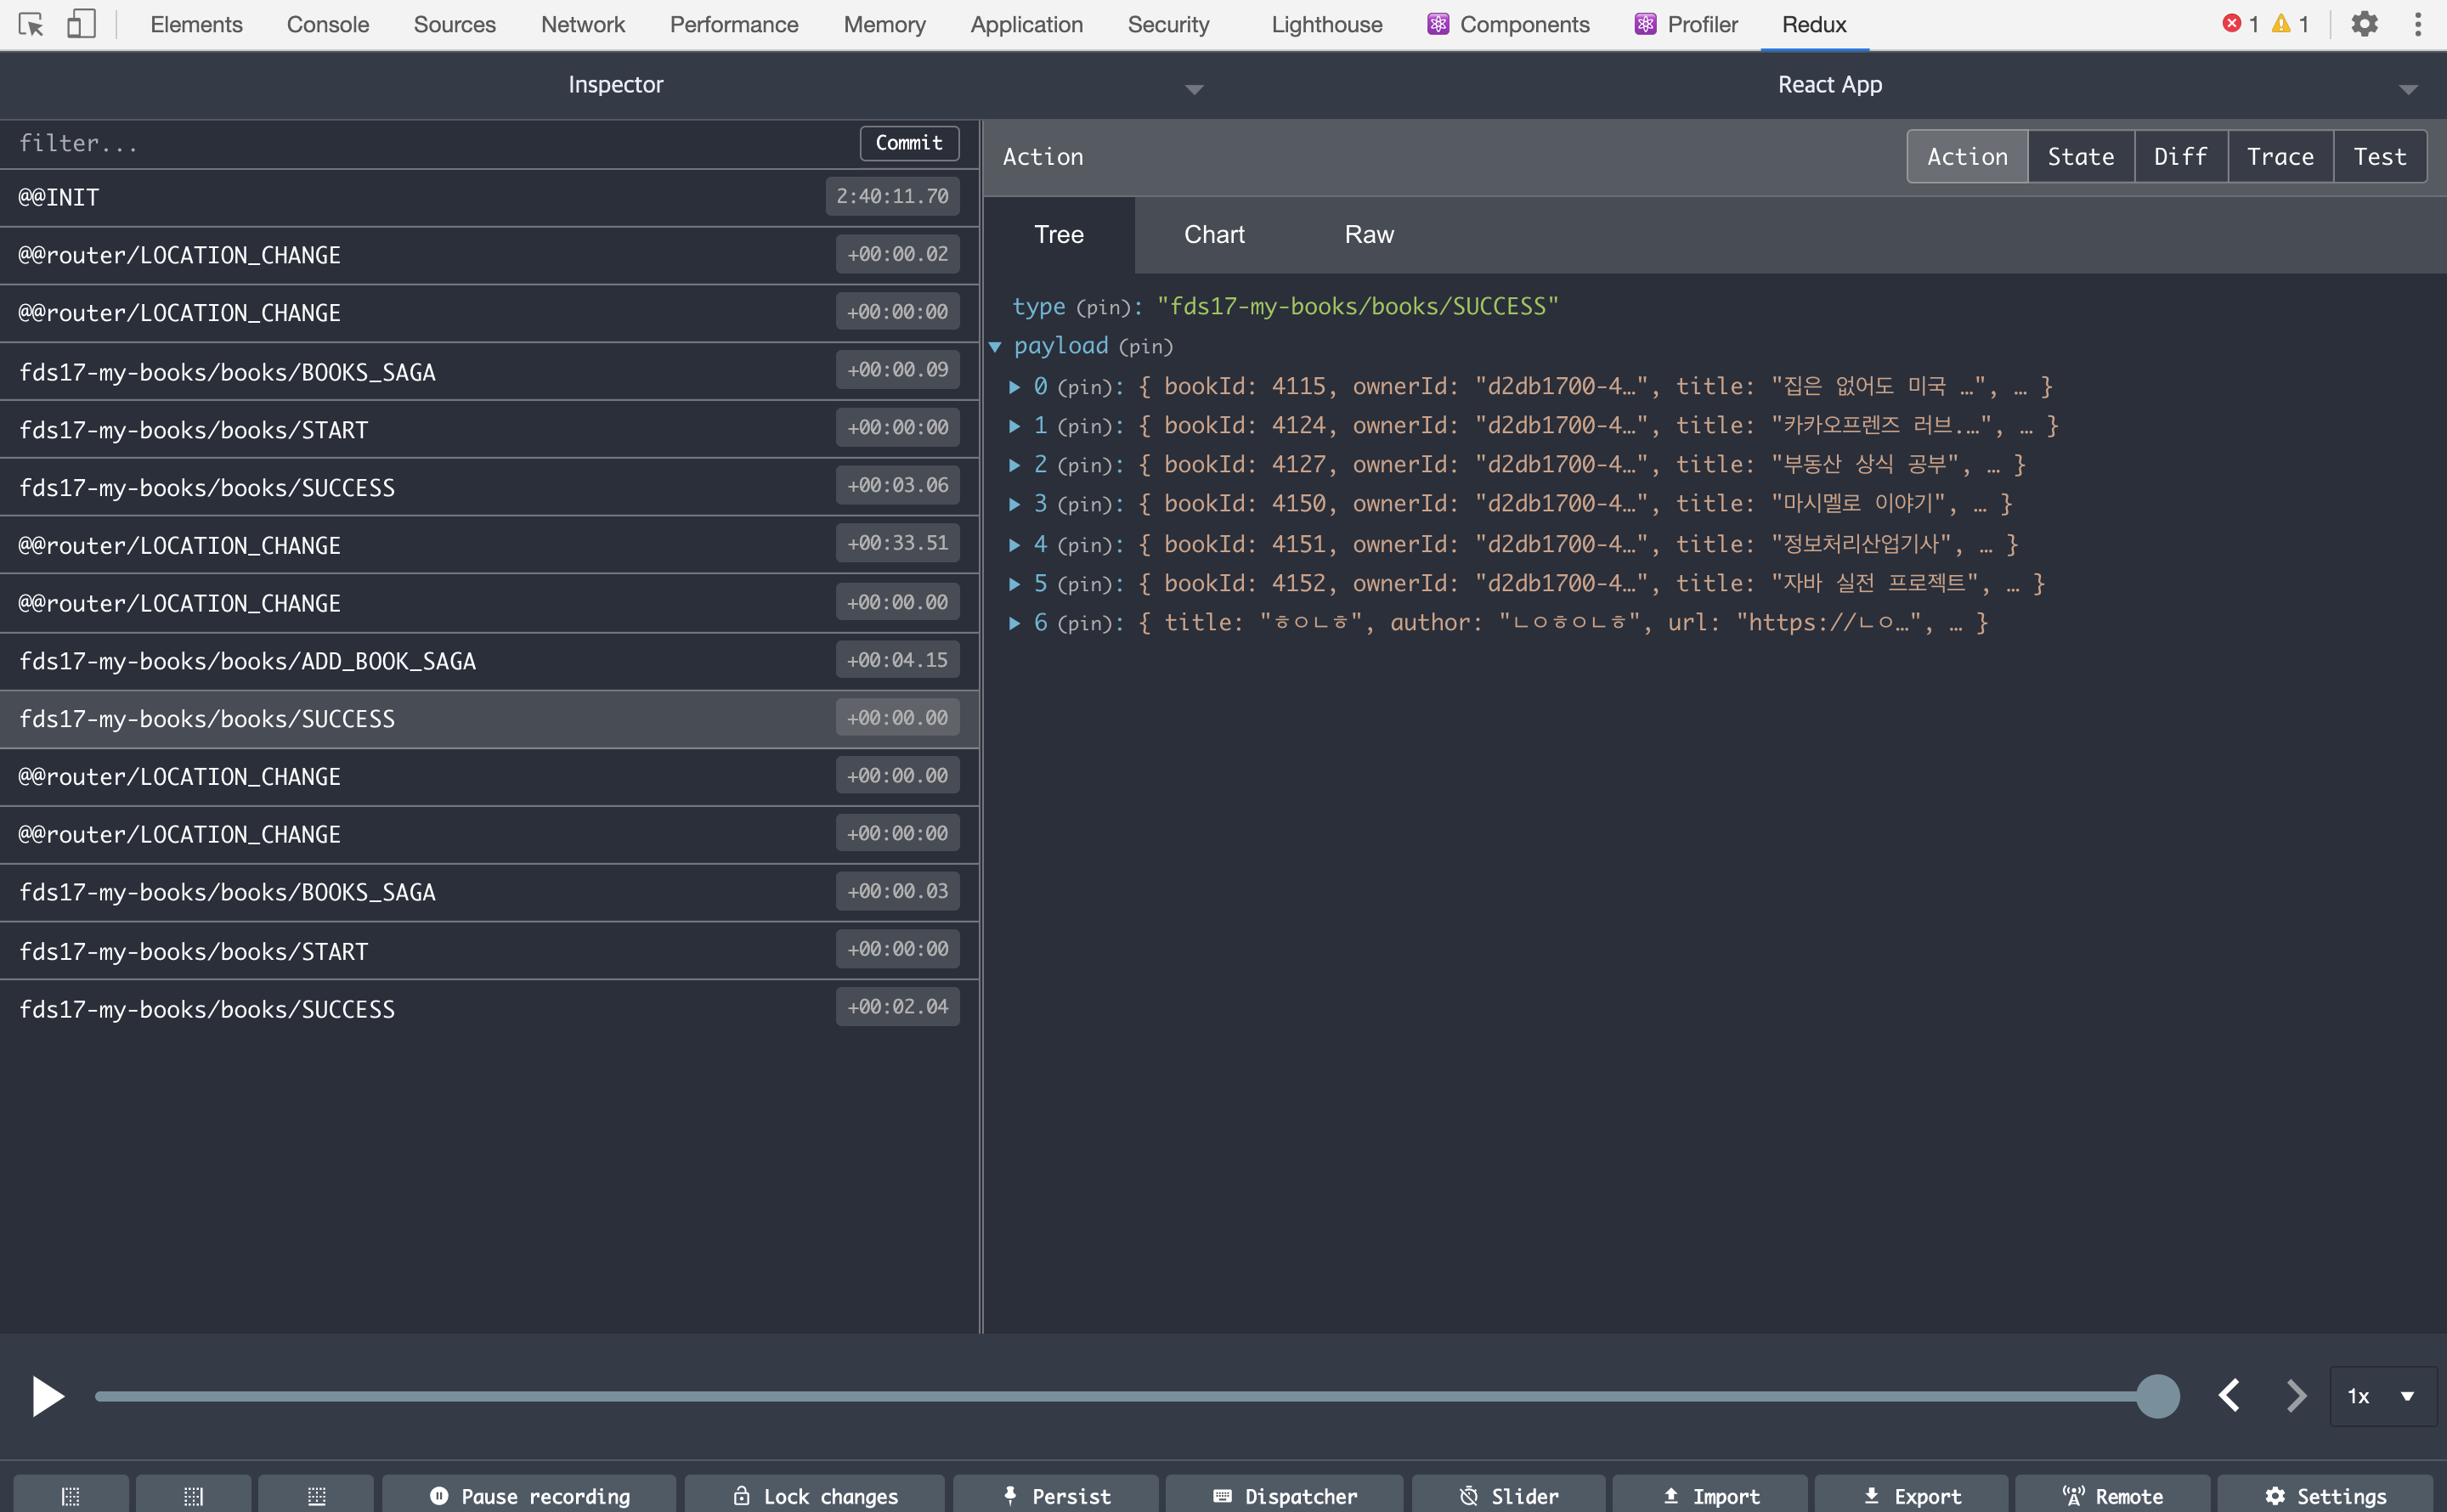 Elements Console Sources Network Performance Memory Application Security Lighthouse Components Profiler Redux 1 1
Inspector React App
filter... Commit
@@INIT 2:40:11.70
@@router/LOCATION_CHANGE +00:00.02
@@router/LOCATION_CHANGE +00:00:00
fds17-my-books/books/BOOKS_SAGA +00:00.09
fds17-my-books/books/START +00:00:00
fds17-my-books/books/SUCCESS +00:03.06
@@router/LOCATION_CHANGE +00:33.51
@@router/LOCATION_CHANGE +00:00.00
fds17-my-books/books/ADD_BOOK_SAGA +00:04.15
fds17-my-books/books/SUCCESS +00:00.00
@@router/LOCATION_CHANGE +00:00.00
@@router/LOCATION_CHANGE +00:00:00
fds17-my-books/books/BOOKS_SAGA +00:00.03
fds17-my-books/books/START +00:00:00
fds17-my-books/books/SUCCESS +00:02.04
Action Action State Diff Trace Test
Tree Chart Raw
type (pin): "fds17-my-books/books/SUCCESS"
payload (pin)
0 (pin): { bookId: 4115, ownerId: "d2db1700-4…", title: "집은 없어도 미국 …", … }
1 (pin): { bookId: 4124, ownerId: "d2db1700-4…", title: "카카오프렌즈 러브.…", … }
2 (pin): { bookId: 4127, ownerId: "d2db1700-4…", title: "부동산 상식 공부", … }
3 (pin): { bookId: 4150, ownerId: "d2db1700-4…", title: "마시멜로 이야기", … }
4 (pin): { bookId: 4151, ownerId: "d2db1700-4…", title: "정보처리산업기사", … }
5 (pin): { bookId: 4152, ownerId: "d2db1700-4…", title: "자바 실전 프로젝트", … }
6 (pin): { title: "ㅎㅇㄴㅎ", author: "ㄴㅇㅎㅇㄴㅎ", url: "https://ㄴㅇ…", … }
1x
Pause recording Lock changes Persist Dispatcher Slider Import Export Remote Settings